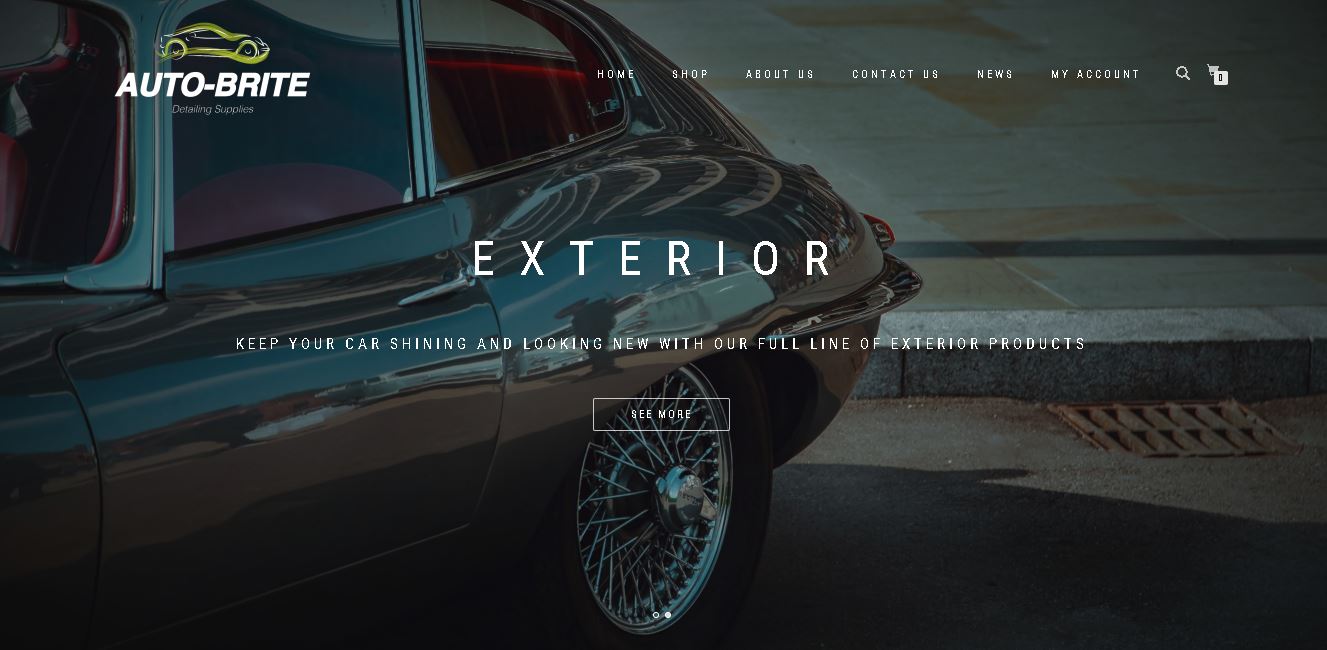 AUTO-BRITE
Detailing Supplies
HOME SHOP ABOUT US CONTACT US NEWS MY ACCOUNT
0
EXTERIOR
KEEP YOUR CAR SHINING AND LOOKING NEW WITH OUR FULL LINE OF EXTERIOR PRODUCTS
SEE MORE